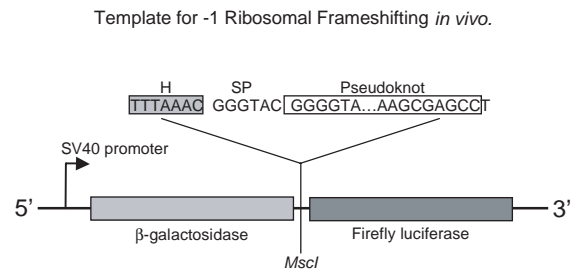 Template for -1 Ribosomal Frameshifting in vivo.
H SP Pseudoknot
TTTAAAC GGGTAC GGGGTA...AAGCGAGCCT
SV40 promoter
5' 3'
β-galactosidase Firefly luciferase
MscI